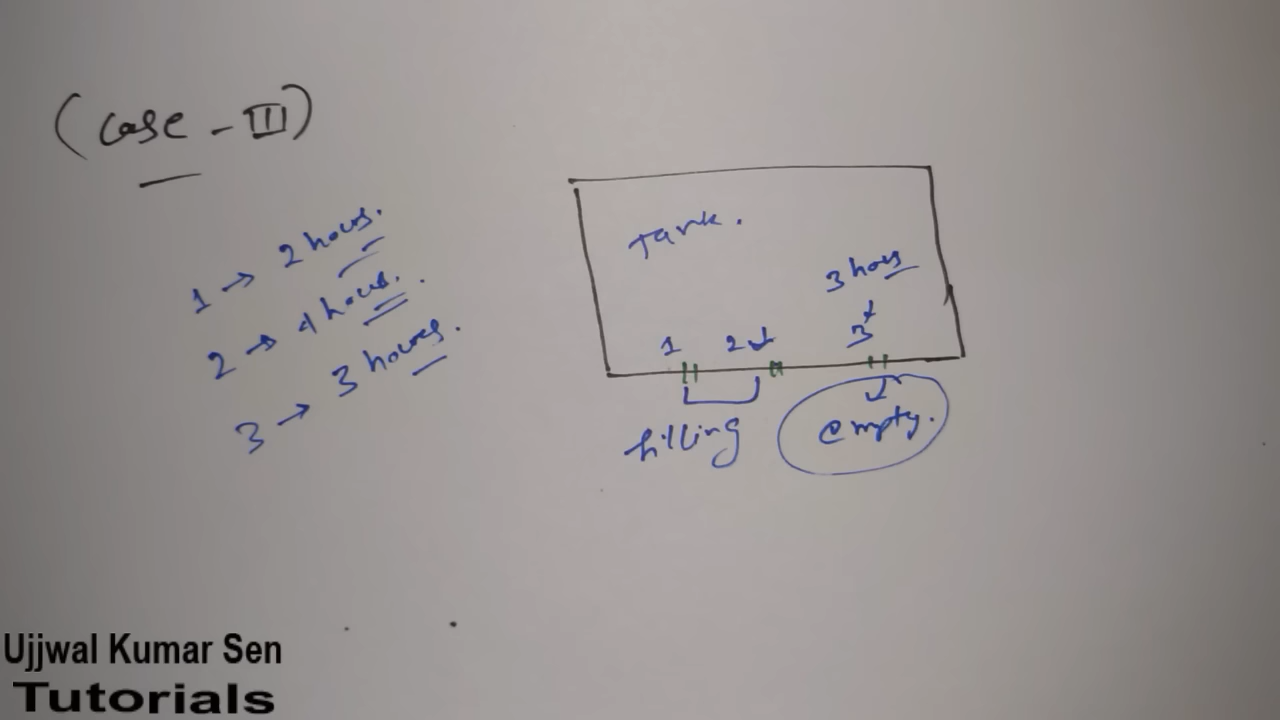 (Case - III)
1 → 2 hours.
2 → 4 hours.
3 → 3 hours.
Tank.
3 hours
1 2 3
filling
empty.
Ujjwal Kumar Sen
Tutorials